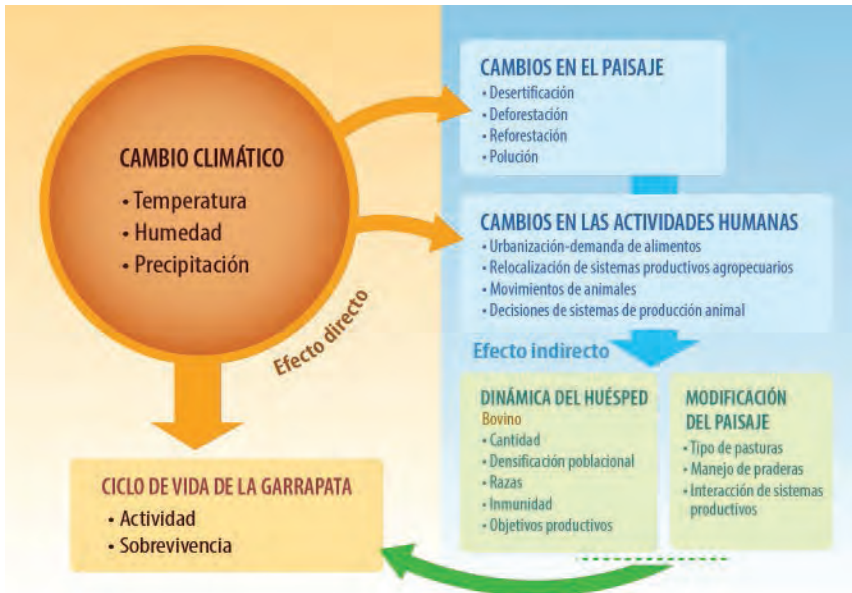 CAMBIO CLIMÁTICO
• Temperatura
• Humedad
• Precipitación
Efecto directo
CICLO DE VIDA DE LA GARRAPATA
• Actividad
• Sobrevivencia
CAMBIOS EN EL PAISAJE
• Desertificación
• Deforestación
• Reforestación
• Polución
CAMBIOS EN LAS ACTIVIDADES HUMANAS
• Urbanización-demanda de alimentos
• Relocalización de sistemas productivos agropecuarios
• Movimientos de animales
• Decisiones de sistemas de producción animal
Efecto indirecto
DINÁMICA DEL HUÉSPED
Bovino
• Cantidad
• Densificación poblacional
• Razas
• Inmunidad
• Objetivos productivos
MODIFICACIÓN
DEL PAISAJE
• Tipo de pasturas
• Manejo de praderas
• Interacción de sistemas
productivos